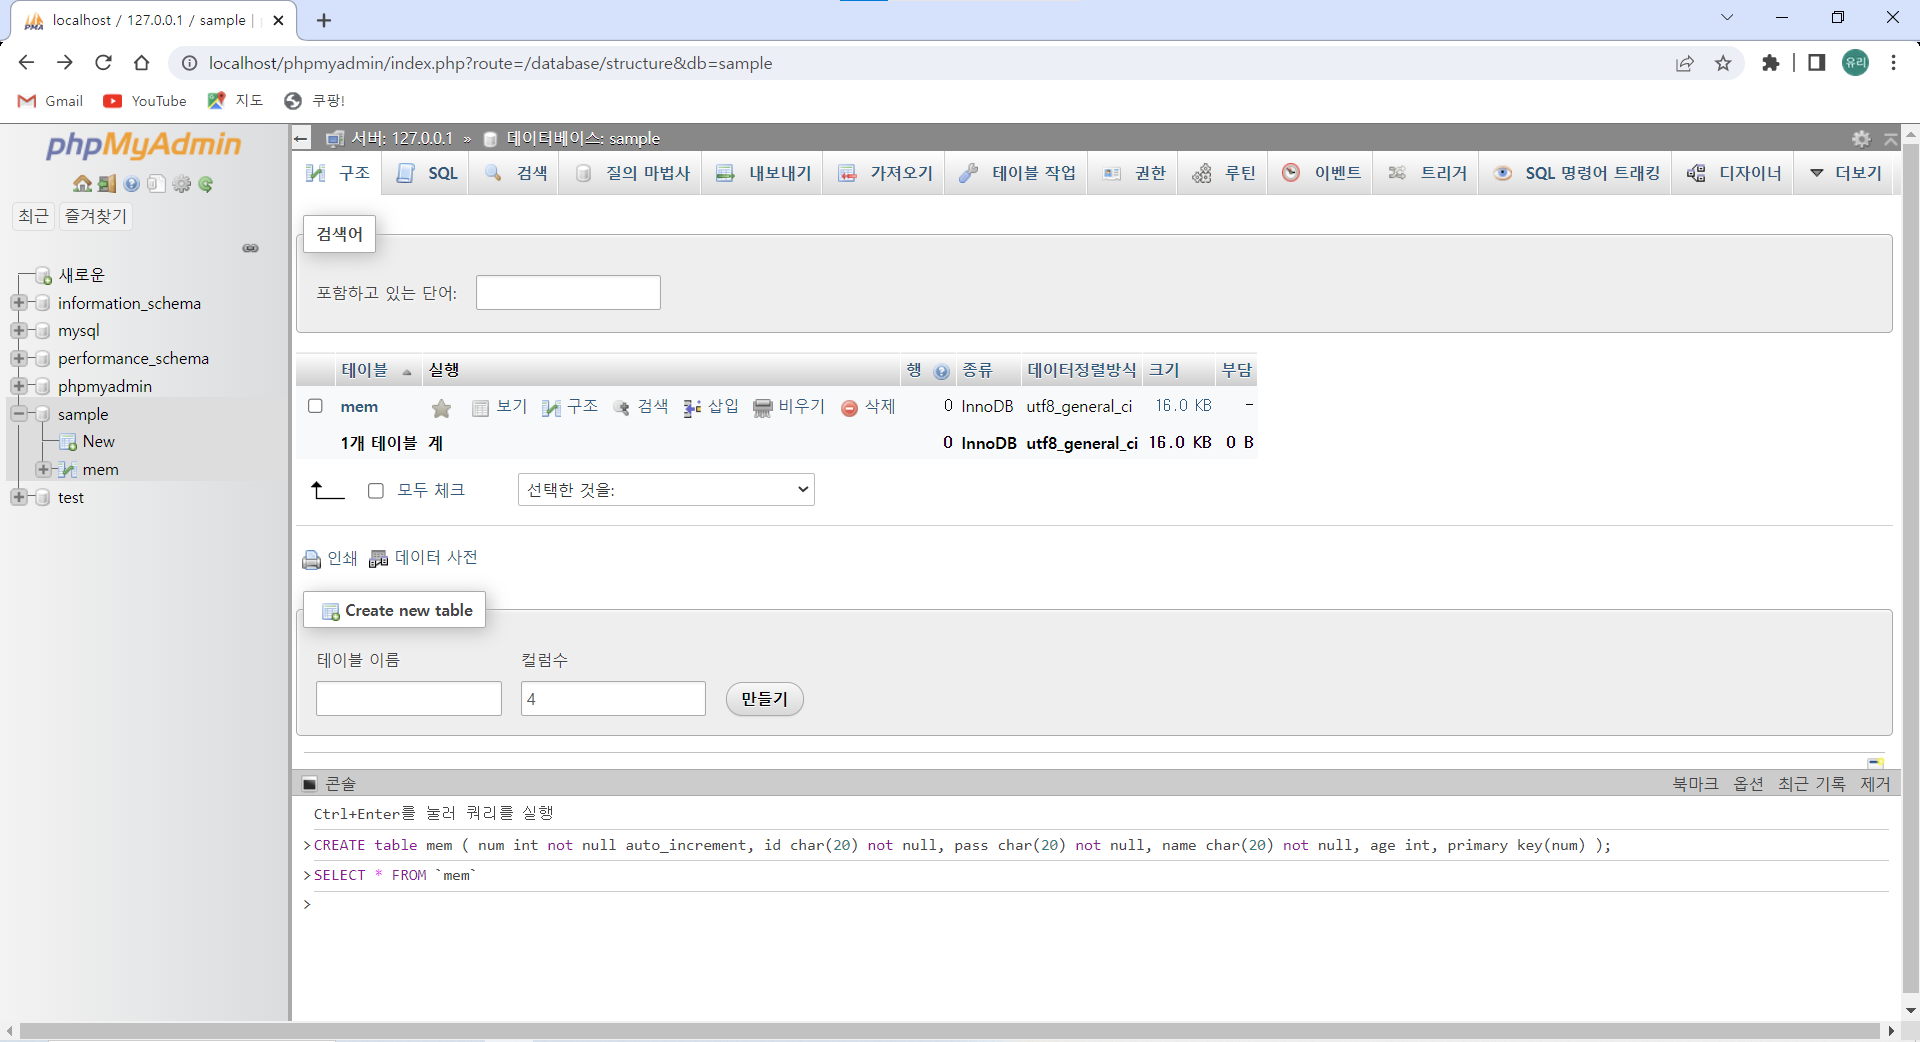 localhost / 127.0.0.1 / sample |
localhost/phpmyadmin/index.php?route=/database/structure&db=sample
유리
Gmail YouTube 지도 쿠팡!
phpMyAdmin
최근 즐겨찾기
새로운
information_schema
mysql
performance_schema
phpmyadmin
sample
New
mem
test
서버: 127.0.0.1 » 데이터베이스: sample
구조 SQL 검색 질의 마법사 내보내기 가져오기 테이블 작업 권한 루틴 이벤트 트리거 SQL 명령어 트래킹 디자이너 더보기
검색어
포함하고 있는 단어:
테이블 실행 행 종류 데이터정렬방식 크기 부담
mem 보기 구조 검색 삽입 비우기 삭제 0 InnoDB utf8_general_ci 16.0 KB -
1개 테이블 계 0 InnoDB utf8_general_ci 16.0 KB 0 B
모두 체크 선택한 것을:
인쇄 데이터 사전
Create new table
테이블 이름 컬럼수
4 만들기
콘솔 북마크 옵션 최근 기록 제거
Ctrl+Enter를 눌러 쿼리를 실행
>CREATE table mem ( num int not null auto_increment, id char(20) not null, pass char(20) not null, name char(20) not null, age int, primary key(num) );
>SELECT * FROM `mem`
>